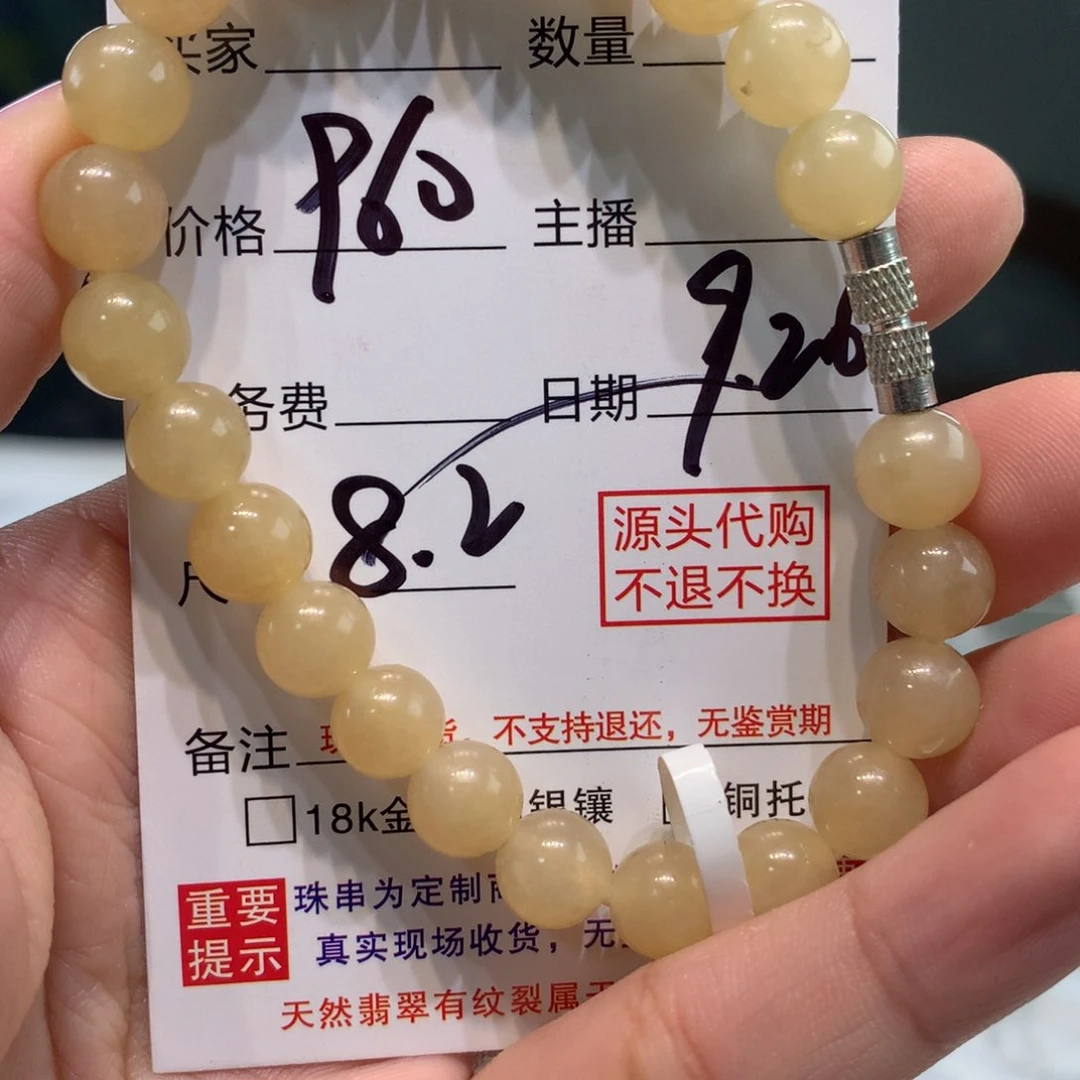 买家 数量
价格 P60 主播
务费 日期 9.26
尺 8.2
源头代购
不退不换
备注 不支持退还，无鉴赏期
18k金 银镶 铜托
重要
提示
珠串为定制
真实现场收货，无
天然翡翠有纹裂属